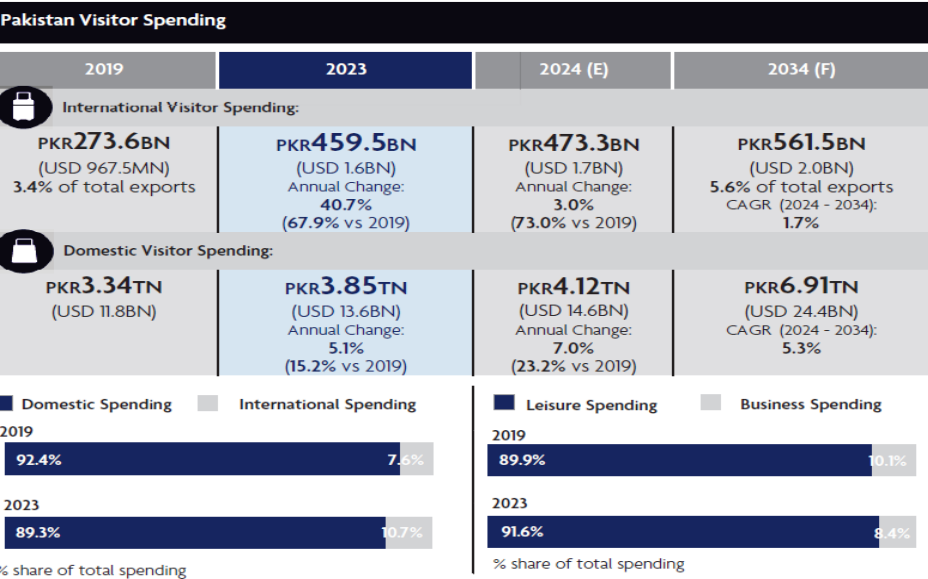 Pakistan Visitor Spending
2019 2023 2024 (E) 2034 (F)
International Visitor Spending:
PKR273.6BN PKR459.5BN PKR473.3BN PKR561.5BN
(USD 967.5MN) (USD 1.6BN) (USD 1.7BN) (USD 2.0BN)
3.4% of total exports Annual Change: Annual Change: 5.6% of total exports
40.7% 3.0% CAGR (2024 - 2034):
(67.9% vs 2019) (73.0% vs 2019) 1.7%
Domestic Visitor Spending:
PKR3.34TN PKR3.85TN PKR4.12TN PKR6.91TN
(USD 11.8BN) (USD 13.6BN) (USD 14.6BN) (USD 24.4BN)
Annual Change: Annual Change: CAGR (2024 - 2034):
5.1% 7.0% 5.3%
(15.2% vs 2019) (23.2% vs 2019)
Domestic Spending International Spending
2019
92.4% 7.6%
2023
89.3% 10.7%
% share of total spending
Leisure Spending Business Spending
2019
89.9% 10.1%
2023
91.6% 8.4%
% share of total spending